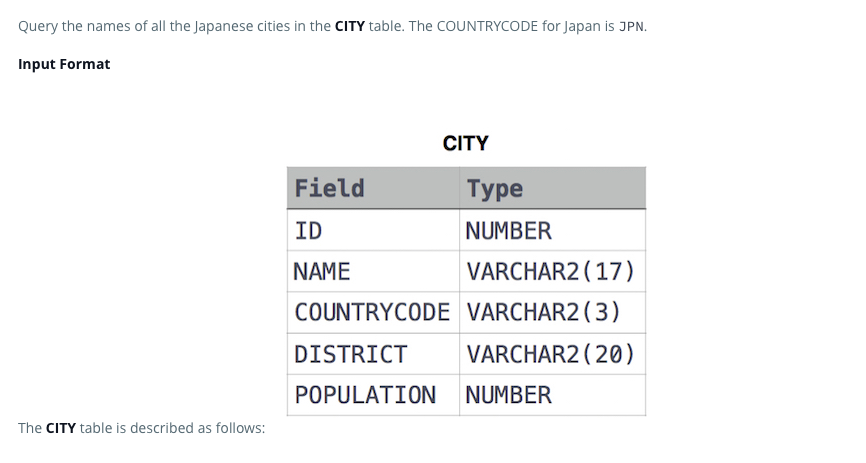 Query the names of all the Japanese cities in the CITY table. The COUNTRYCODE for Japan is JPN.
Input Format
CITY
Field Type
ID NUMBER
NAME VARCHAR2(17)
COUNTRYCODE VARCHAR2(3)
DISTRICT VARCHAR2(20)
POPULATION NUMBER
The CITY table is described as follows: